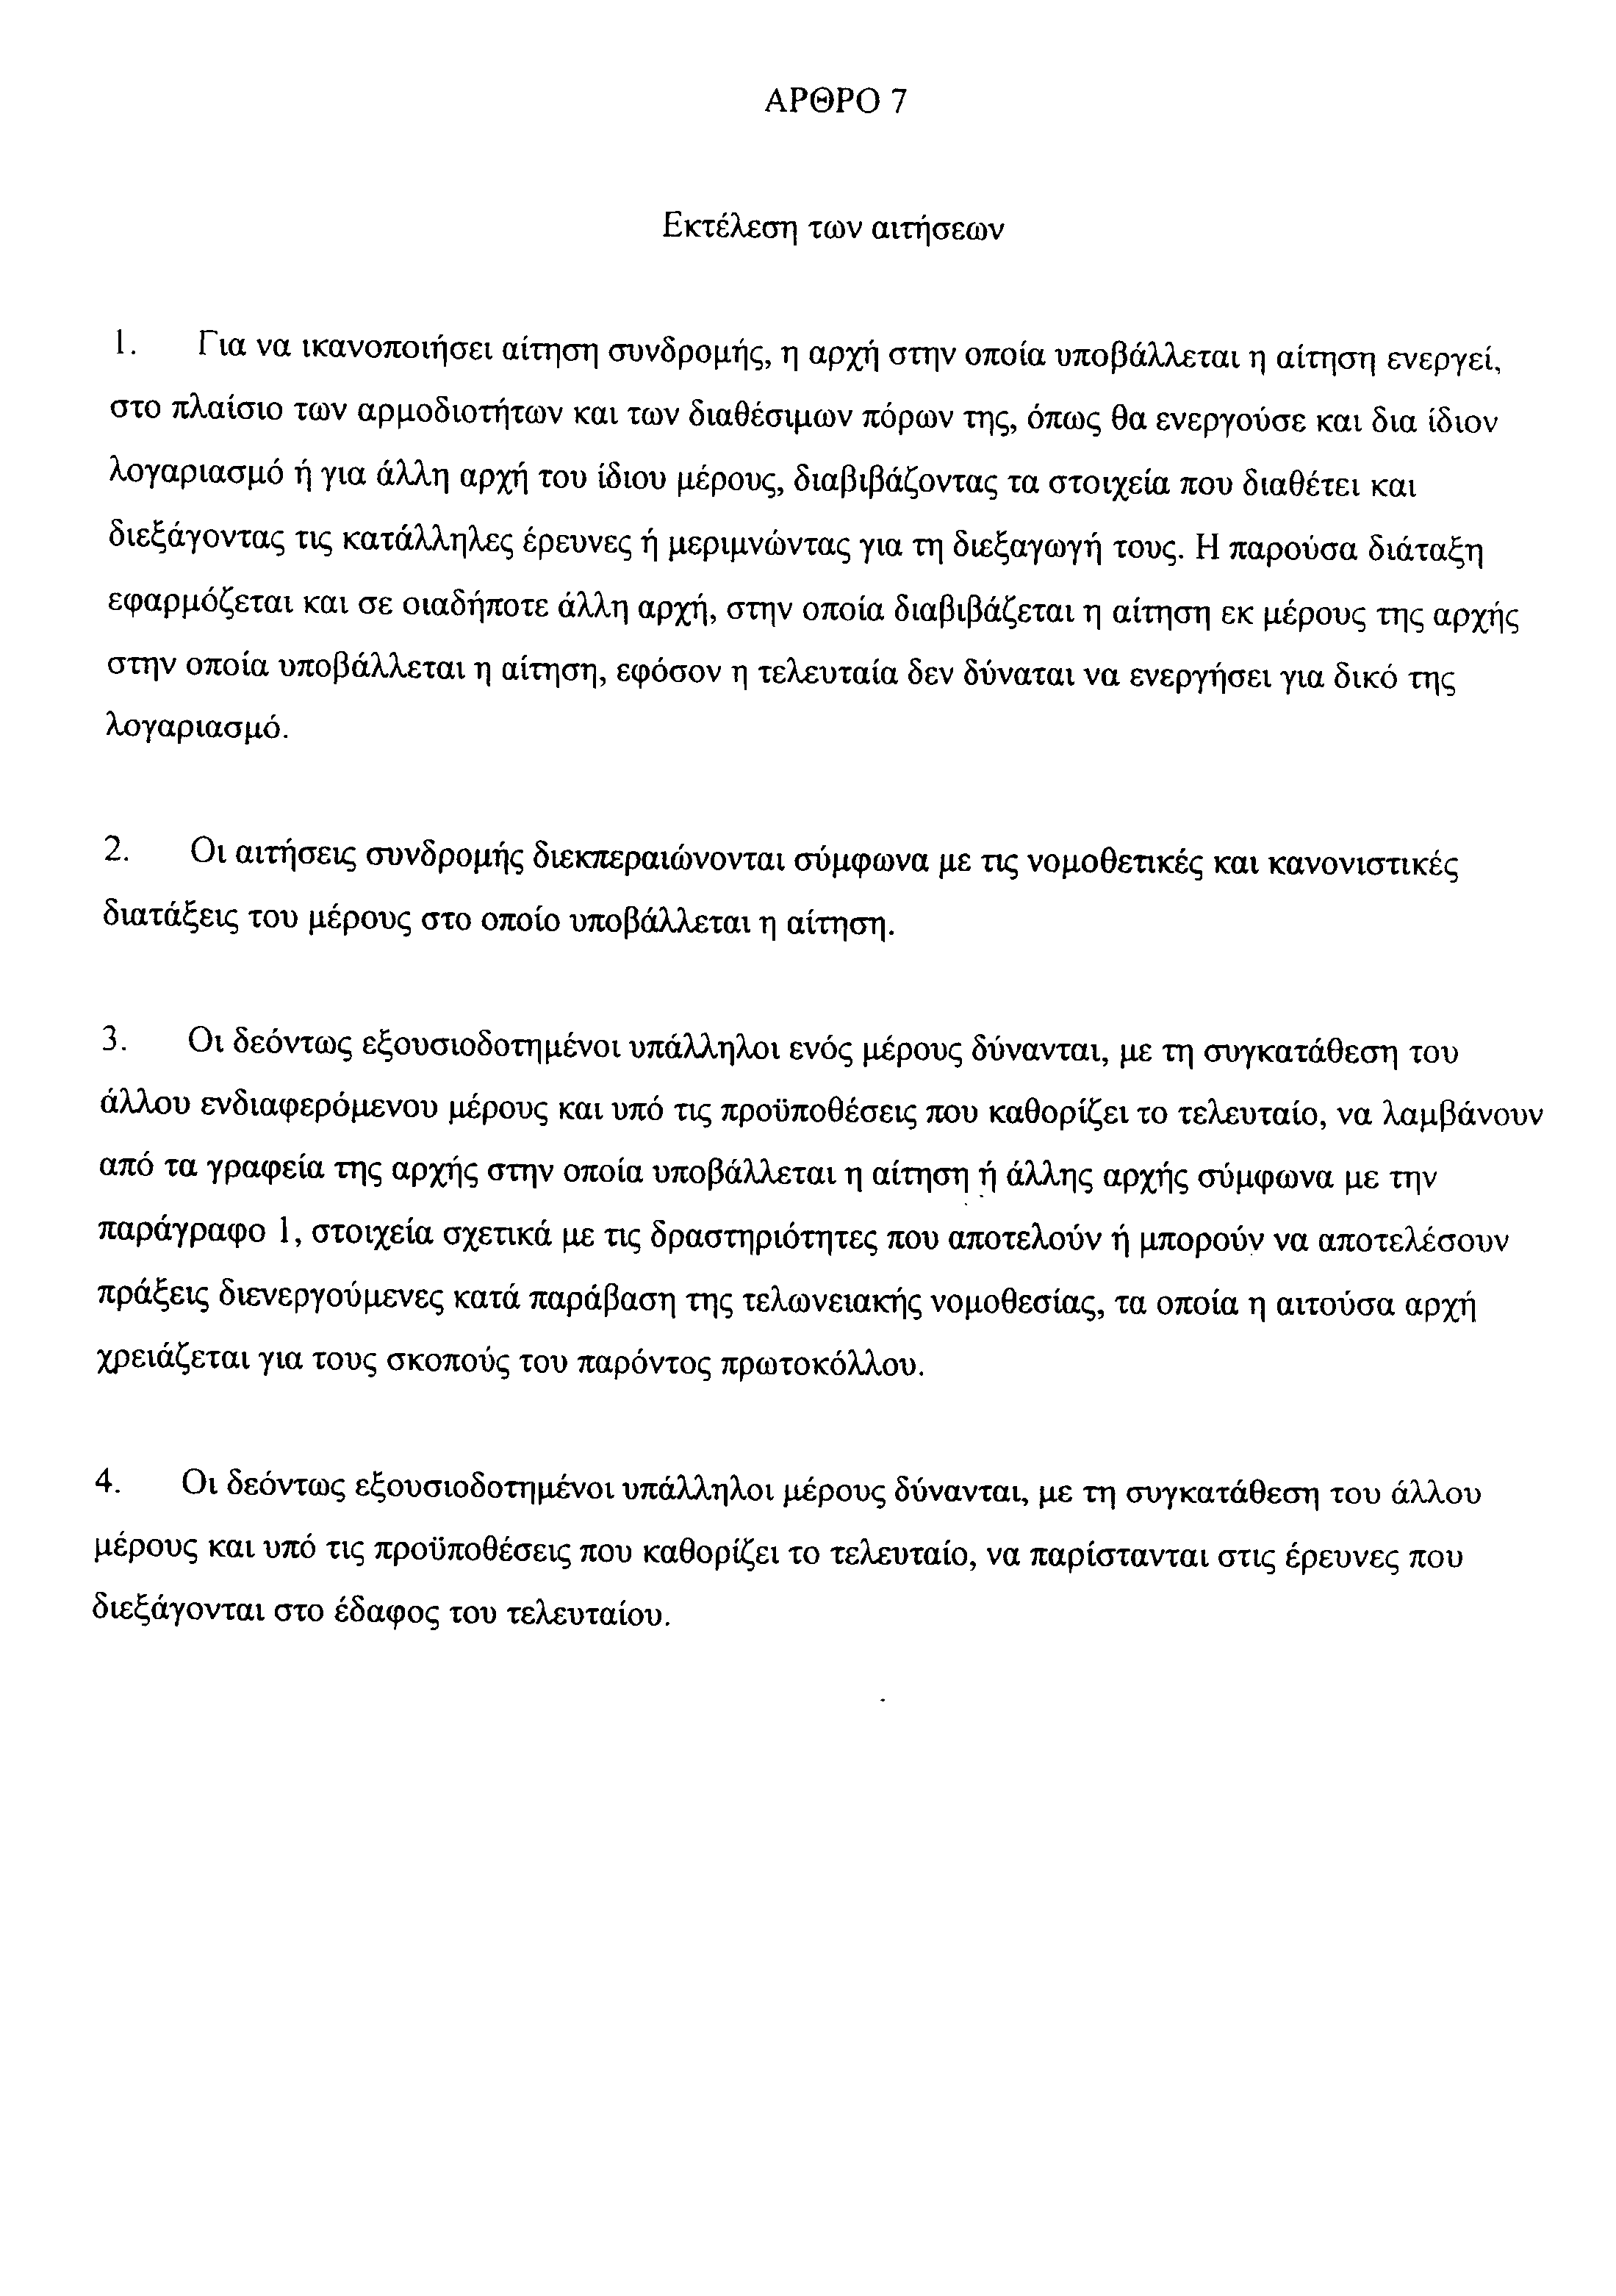 ΑΡΘΡΟ 7
Εκτέλεση των αιτήσεων
1. Για να ικανοποιήσει αίτηση συνδρομής, η αρχή στην οποία υποβάλλεται η αίτηση ενεργεί,
στο πλαίσιο των αρμοδιοτήτων και των διαθέσιμων πόρων της, όπως θα ενεργούσε και δια ίδιον
λογαριασμό ή για άλλη αρχή του ίδιου μέρους, διαβιβάζοντας τα στοιχεία που διαθέτει και
διεξάγοντας τις κατάλληλες έρευνες ή μεριμνώντας για τη διεξαγωγή τους. Η παρούσα διάταξη
εφαρμόζεται και σε οιαδήποτε άλλη αρχή, στην οποία διαβιβάζεται η αίτηση εκ μέρους της αρχής
στην οποία υποβάλλεται η αίτηση, εφόσον η τελευταία δεν δύναται να ενεργήσει για δικό της
λογαριασμό.
2. Οι αιτήσεις συνδρομής διεκπεραιώνονται σύμφωνα με τις νομοθετικές και κανονιστικές
διατάξεις του μέρους στο οποίο υποβάλλεται η αίτηση.
3. Οι δεόντως εξουσιοδοτημένοι υπάλληλοι ενός μέρους δύνανται, με τη συγκατάθεση του
άλλου ενδιαφερόμενου μέρους και υπό τις προϋποθέσεις που καθορίζει το τελευταίο, να λαμβάνουν
από τα γραφεία της αρχής στην οποία υποβάλλεται η αίτηση ή άλλης αρχής σύμφωνα με την
παράγραφο 1, στοιχεία σχετικά με τις δραστηριότητες που αποτελούν ή μπορούν να αποτελέσουν
πράξεις διενεργούμενες κατά παράβαση της τελωνειακής νομοθεσίας, τα οποία η αιτούσα αρχή
χρειάζεται για τους σκοπούς του παρόντος πρωτοκόλλου.
4. Οι δεόντως εξουσιοδοτημένοι υπάλληλοι μέρους δύνανται, με τη συγκατάθεση του άλλου
μέρους και υπό τις προϋποθέσεις που καθορίζει το τελευταίο, να παρίστανται στις έρευνες που
διεξάγονται στο έδαφος του τελευταίου.